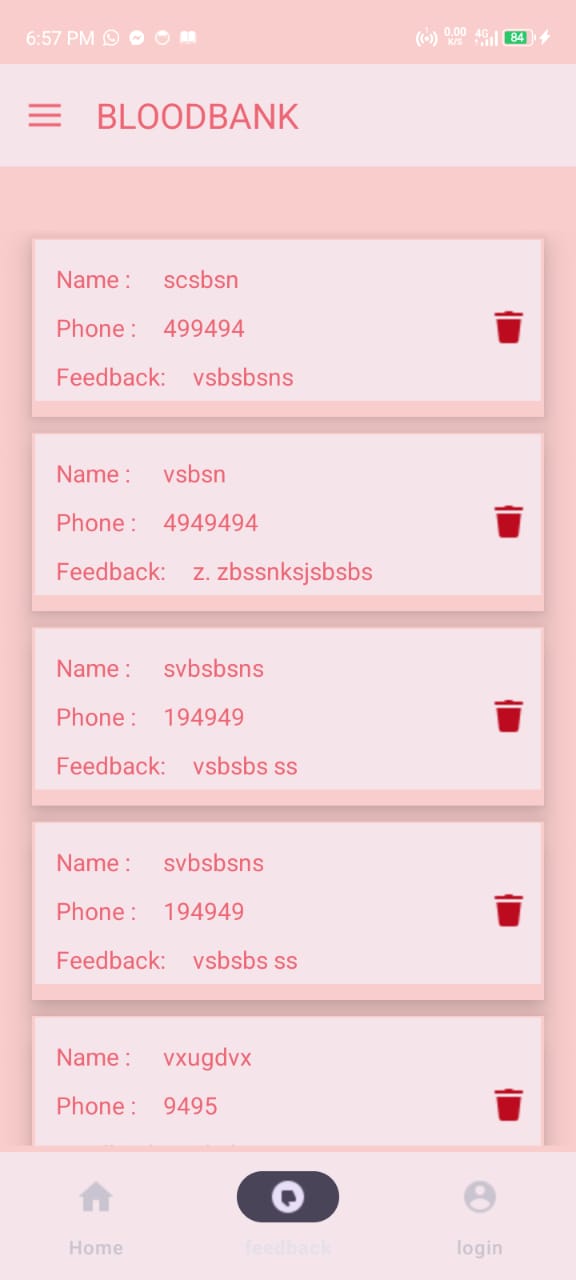 6:57 PM 0.00 K/S 4G 84
BLOODBANK
Name : scsbsn
Phone : 499494
Feedback: vsbsbsns
Name : vsbsn
Phone : 4949494
Feedback: z. zbssnksjsbsbs
Name : svbsbsns
Phone : 194949
Feedback: vsbsbs ss
Name : svbsbsns
Phone : 194949
Feedback: vsbsbs ss
Name : vxugdvx
Phone : 9495
Home feedback login